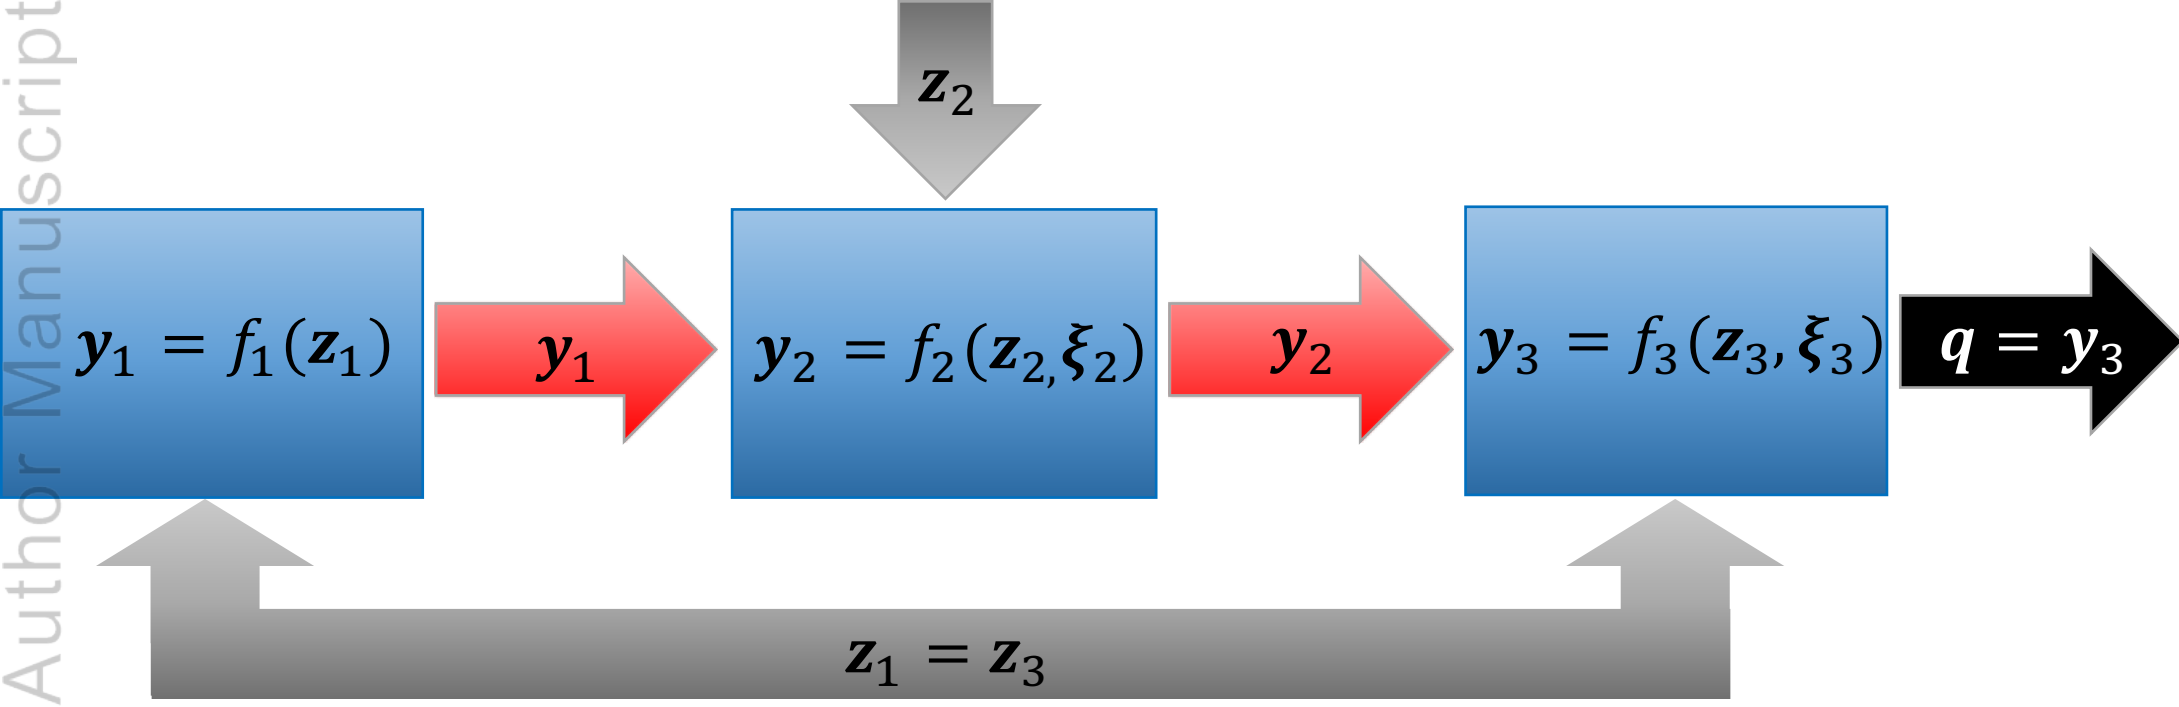 Author Manuscript
z₂
y₁ = f₁(z₁)
y₁
y₂ = f₂(z₂,ξ₂)
y₂
y₃ = f₃(z₃, ξ₃)
q = y₃
z₁ = z₃